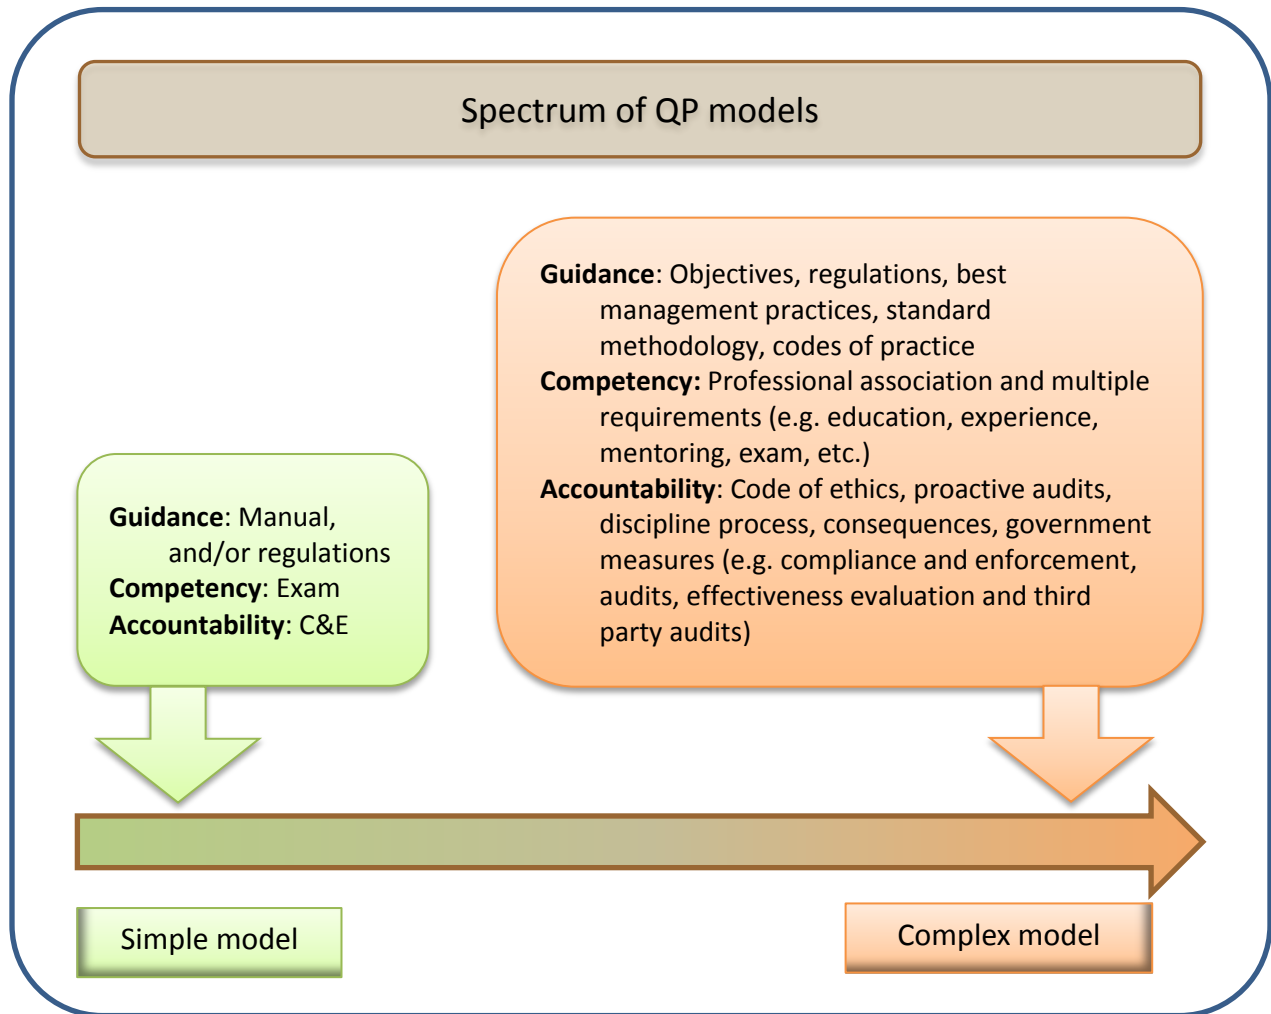 Spectrum of QP models
Guidance: Manual,
and/or regulations
Competency: Exam
Accountability: C&E
Guidance: Objectives, regulations, best
management practices, standard
methodology, codes of practice
Competency: Professional association and multiple
requirements (e.g. education, experience,
mentoring, exam, etc.)
Accountability: Code of ethics, proactive audits,
discipline process, consequences, government
measures (e.g. compliance and enforcement,
audits, effectiveness evaluation and third
party audits)
Simple model
Complex model